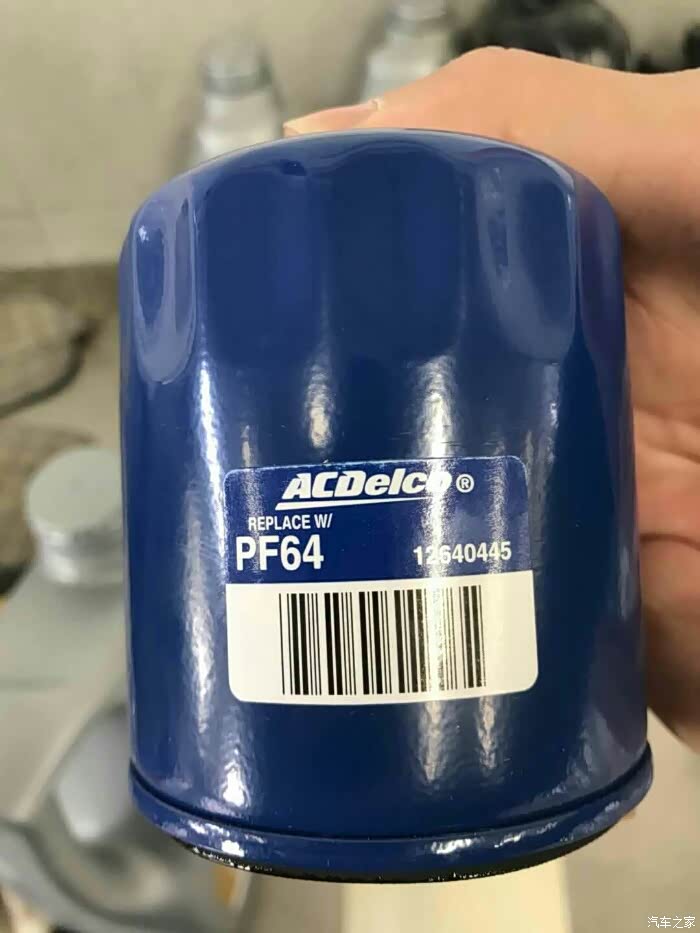 ACDelco®
REPLACE W/
PF64
12640445
汽车之家